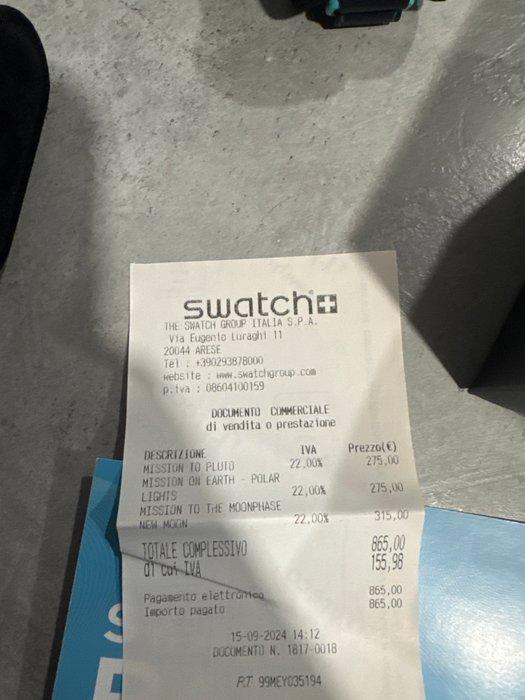 swatch
THE SWATCH GROUP ITALIA S.P.A.
Via Eugento Luraghi 11
20044 ARESE
Tel : +390293878000
website : www.swatchgroup.com
p.iva : 08604100159
DOCUMENTO COMMERCIALE
di vendita o prestazione
DESCRIZIONE IVA Prezzo(€)
MISSION TO PLUTO 22,00% 275,00
MISSION ON EARTH - POLAR
LIGHTS 22,00% 275,00
MISSION TO THE MOONPHASE
NEW MOON 22,00% 315,00
TOTALE COMPLESSIVO 865,00
di cui IVA 155,98
Pagamento elettronico 865,00
Importo pagato 865,00
15-09-2024 14:12
DOCUMENTO N. 1817-0018
RT 99MEY035194